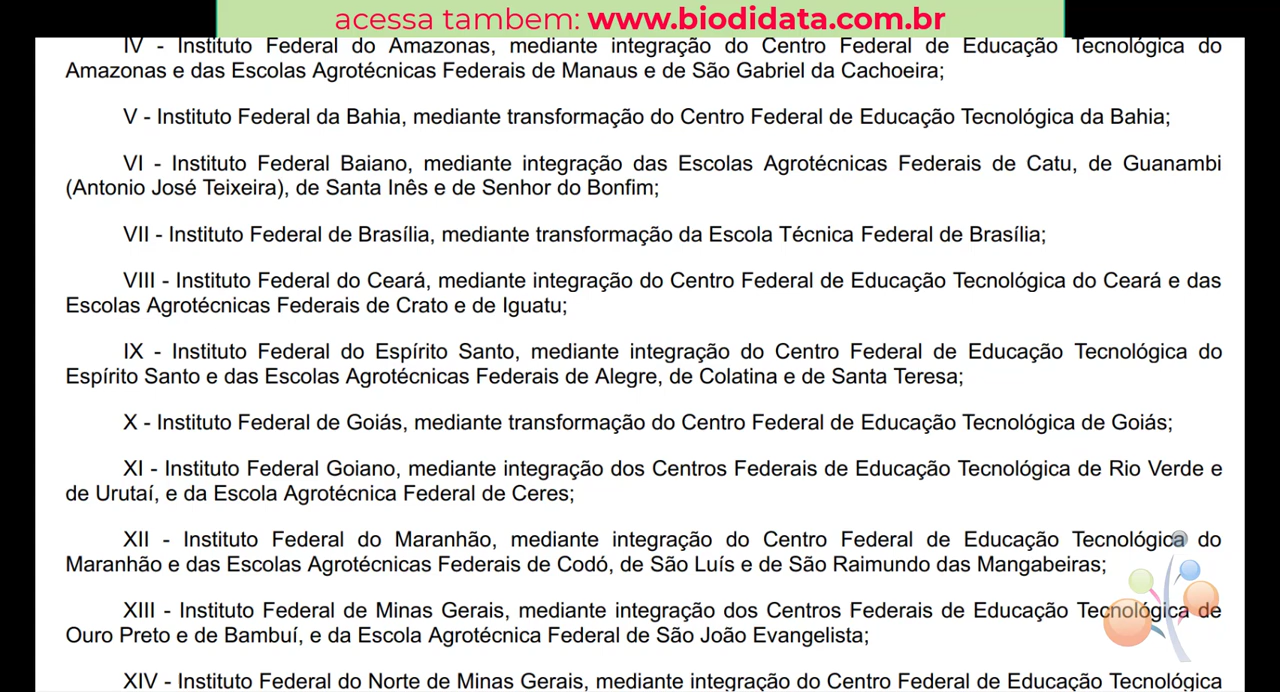 acessa tambem: www.biodidata.com.br
IV - Instituto Federal do Amazonas, mediante integração do Centro Federal de Educação Tecnológica do
Amazonas e das Escolas Agrotécnicas Federais de Manaus e de São Gabriel da Cachoeira;
V - Instituto Federal da Bahia, mediante transformação do Centro Federal de Educação Tecnológica da Bahia;
VI - Instituto Federal Baiano, mediante integração das Escolas Agrotécnicas Federais de Catu, de Guanambi
(Antonio José Teixeira), de Santa Inês e de Senhor do Bonfim;
VII - Instituto Federal de Brasília, mediante transformação da Escola Técnica Federal de Brasília;
VIII - Instituto Federal do Ceará, mediante integração do Centro Federal de Educação Tecnológica do Ceará e das
Escolas Agrotécnicas Federais de Crato e de Iguatu;
IX - Instituto Federal do Espírito Santo, mediante integração do Centro Federal de Educação Tecnológica do
Espírito Santo e das Escolas Agrotécnicas Federais de Alegre, de Colatina e de Santa Teresa;
X - Instituto Federal de Goiás, mediante transformação do Centro Federal de Educação Tecnológica de Goiás;
XI - Instituto Federal Goiano, mediante integração dos Centros Federais de Educação Tecnológica de Rio Verde e
de Urutaí, e da Escola Agrotécnica Federal de Ceres;
XII - Instituto Federal do Maranhão, mediante integração do Centro Federal de Educação Tecnológica do
Maranhão e das Escolas Agrotécnicas Federais de Codó, de São Luís e de São Raimundo das Mangabeiras;
XIII - Instituto Federal de Minas Gerais, mediante integração dos Centros Federais de Educação Tecnológica de
Ouro Preto e de Bambuí, e da Escola Agrotécnica Federal de São João Evangelista;
XIV - Instituto Federal do Norte de Minas Gerais, mediante integração do Centro Federal de Educação Tecnológica